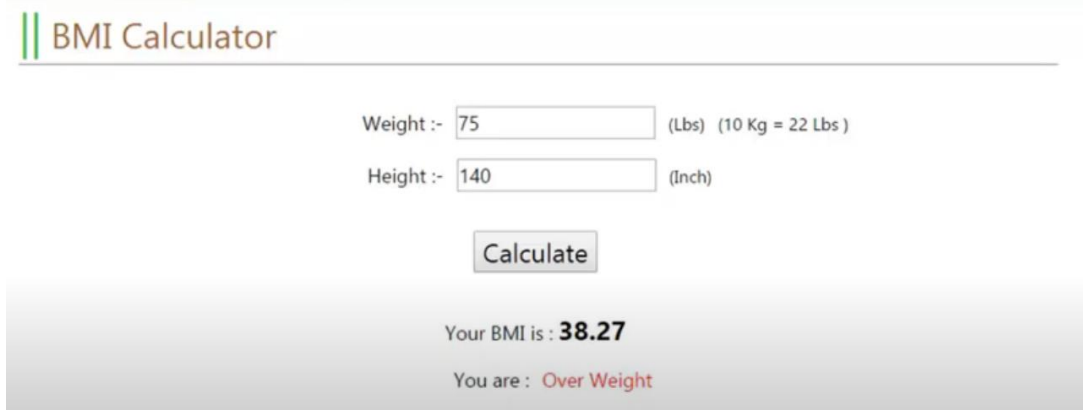 BMI Calculator
Weight :- 75 (Lbs) (10 Kg = 22 Lbs )
Height :- 140 (Inch)
Calculate
Your BMI is : 38.27
You are : Over Weight